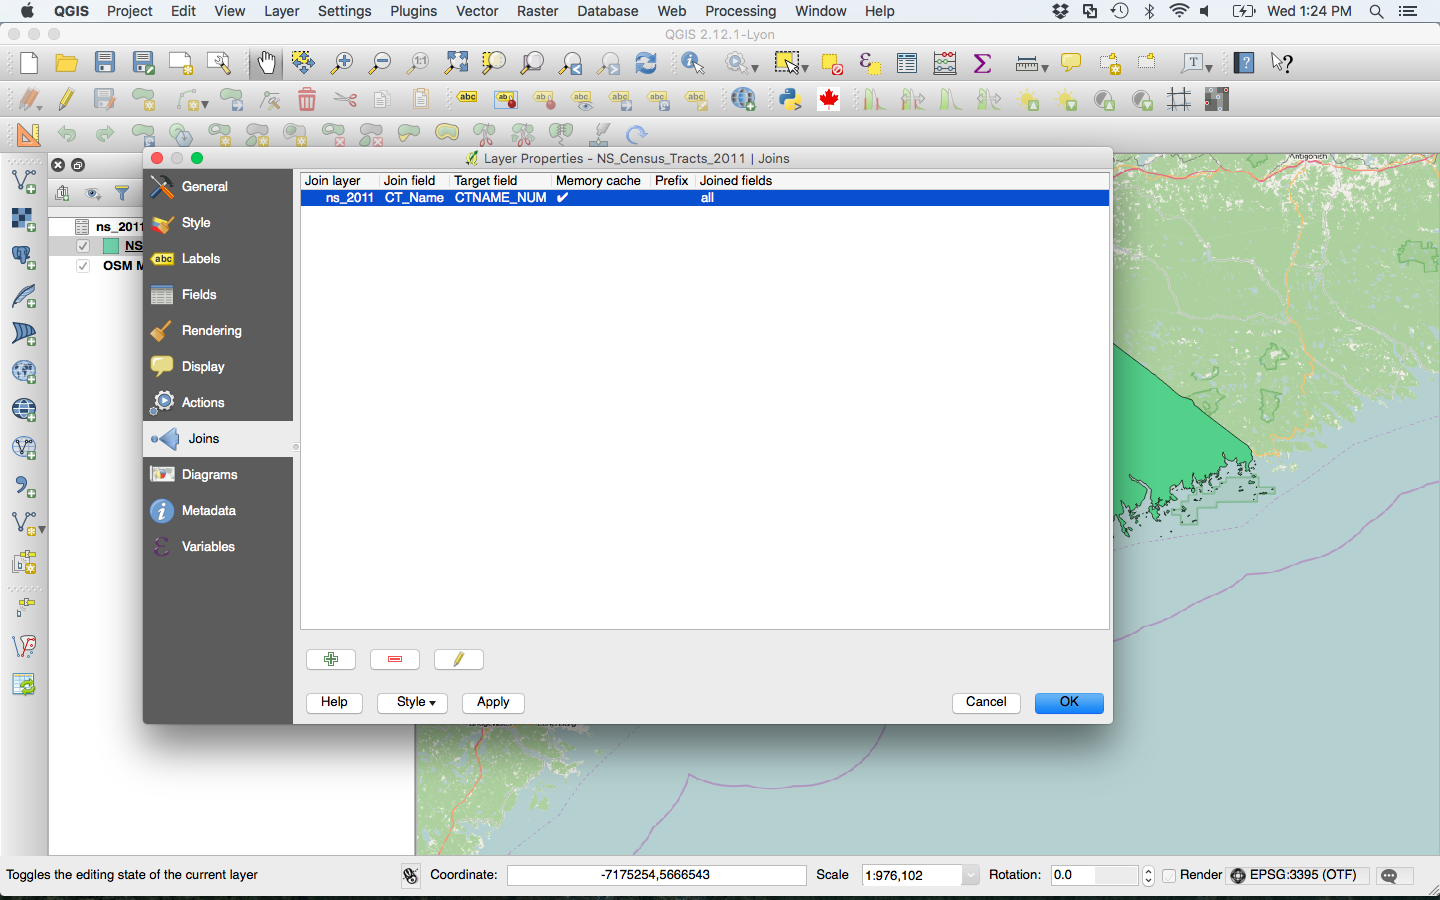 QGIS Project Edit View Layer Settings Plugins Vector Raster Database Web Processing Window Help Wed 1:24 PM
QGIS 2.12.1-Lyon
Layer Properties - NS_Census_Tracts_2011 | Joins
General
Style
Labels
Fields
Rendering
Display
Actions
Joins
Diagrams
Metadata
Variables
Join layer Join field Target field Memory cache Prefix Joined fields
ns_2011 CT_Name CTNAME_NUM ✔ all
ns_2011
NS
OSM M
Antigonish
Help Style Apply Cancel OK
Toggles the editing state of the current layer Coordinate: -7175254,5666543 Scale 1:976,102 Rotation: 0.0 Render EPSG:3395 (OTF)